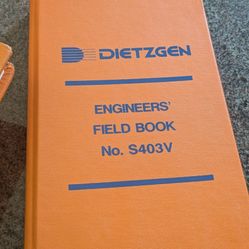 DIETZGEN
ENGINEERS'
FIELD BOOK
No. S403V